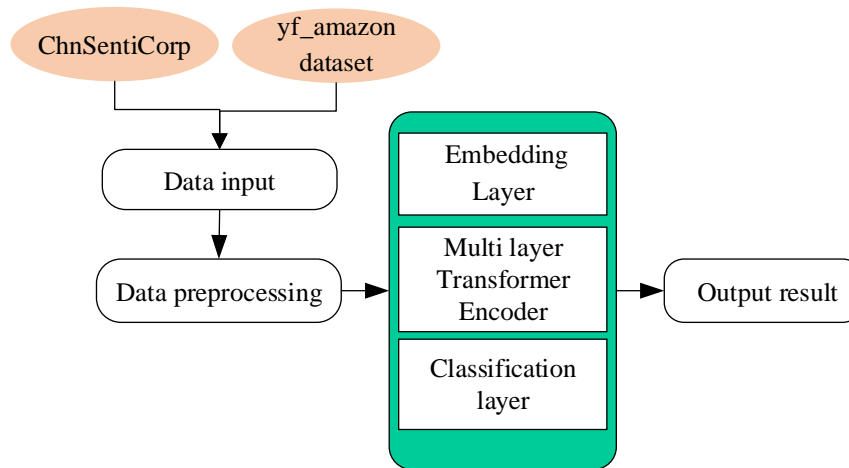 ChnSentiCorp
yf_amazon
dataset
Data input
Data preprocessing
Embedding
Layer
Multi layer
Transformer
Encoder
Classification
layer
Output result